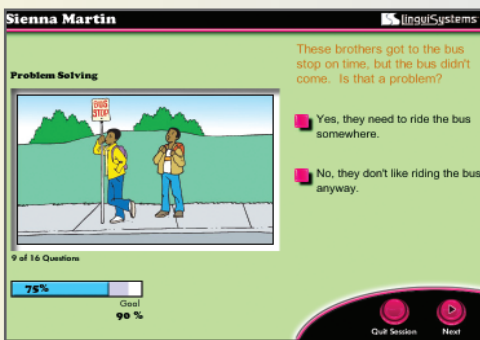 Sienna Martin
LinguiSystems
These brothers got to the bus
stop on time, but the bus didn't
come. Is that a problem?
Problem Solving
BUS
STOP
Yes, they need to ride the bus
somewhere.
No, they don't like riding the bus
anyway.
9 of 16 Questions
75%
Goal
90 %
Quit Session
Next